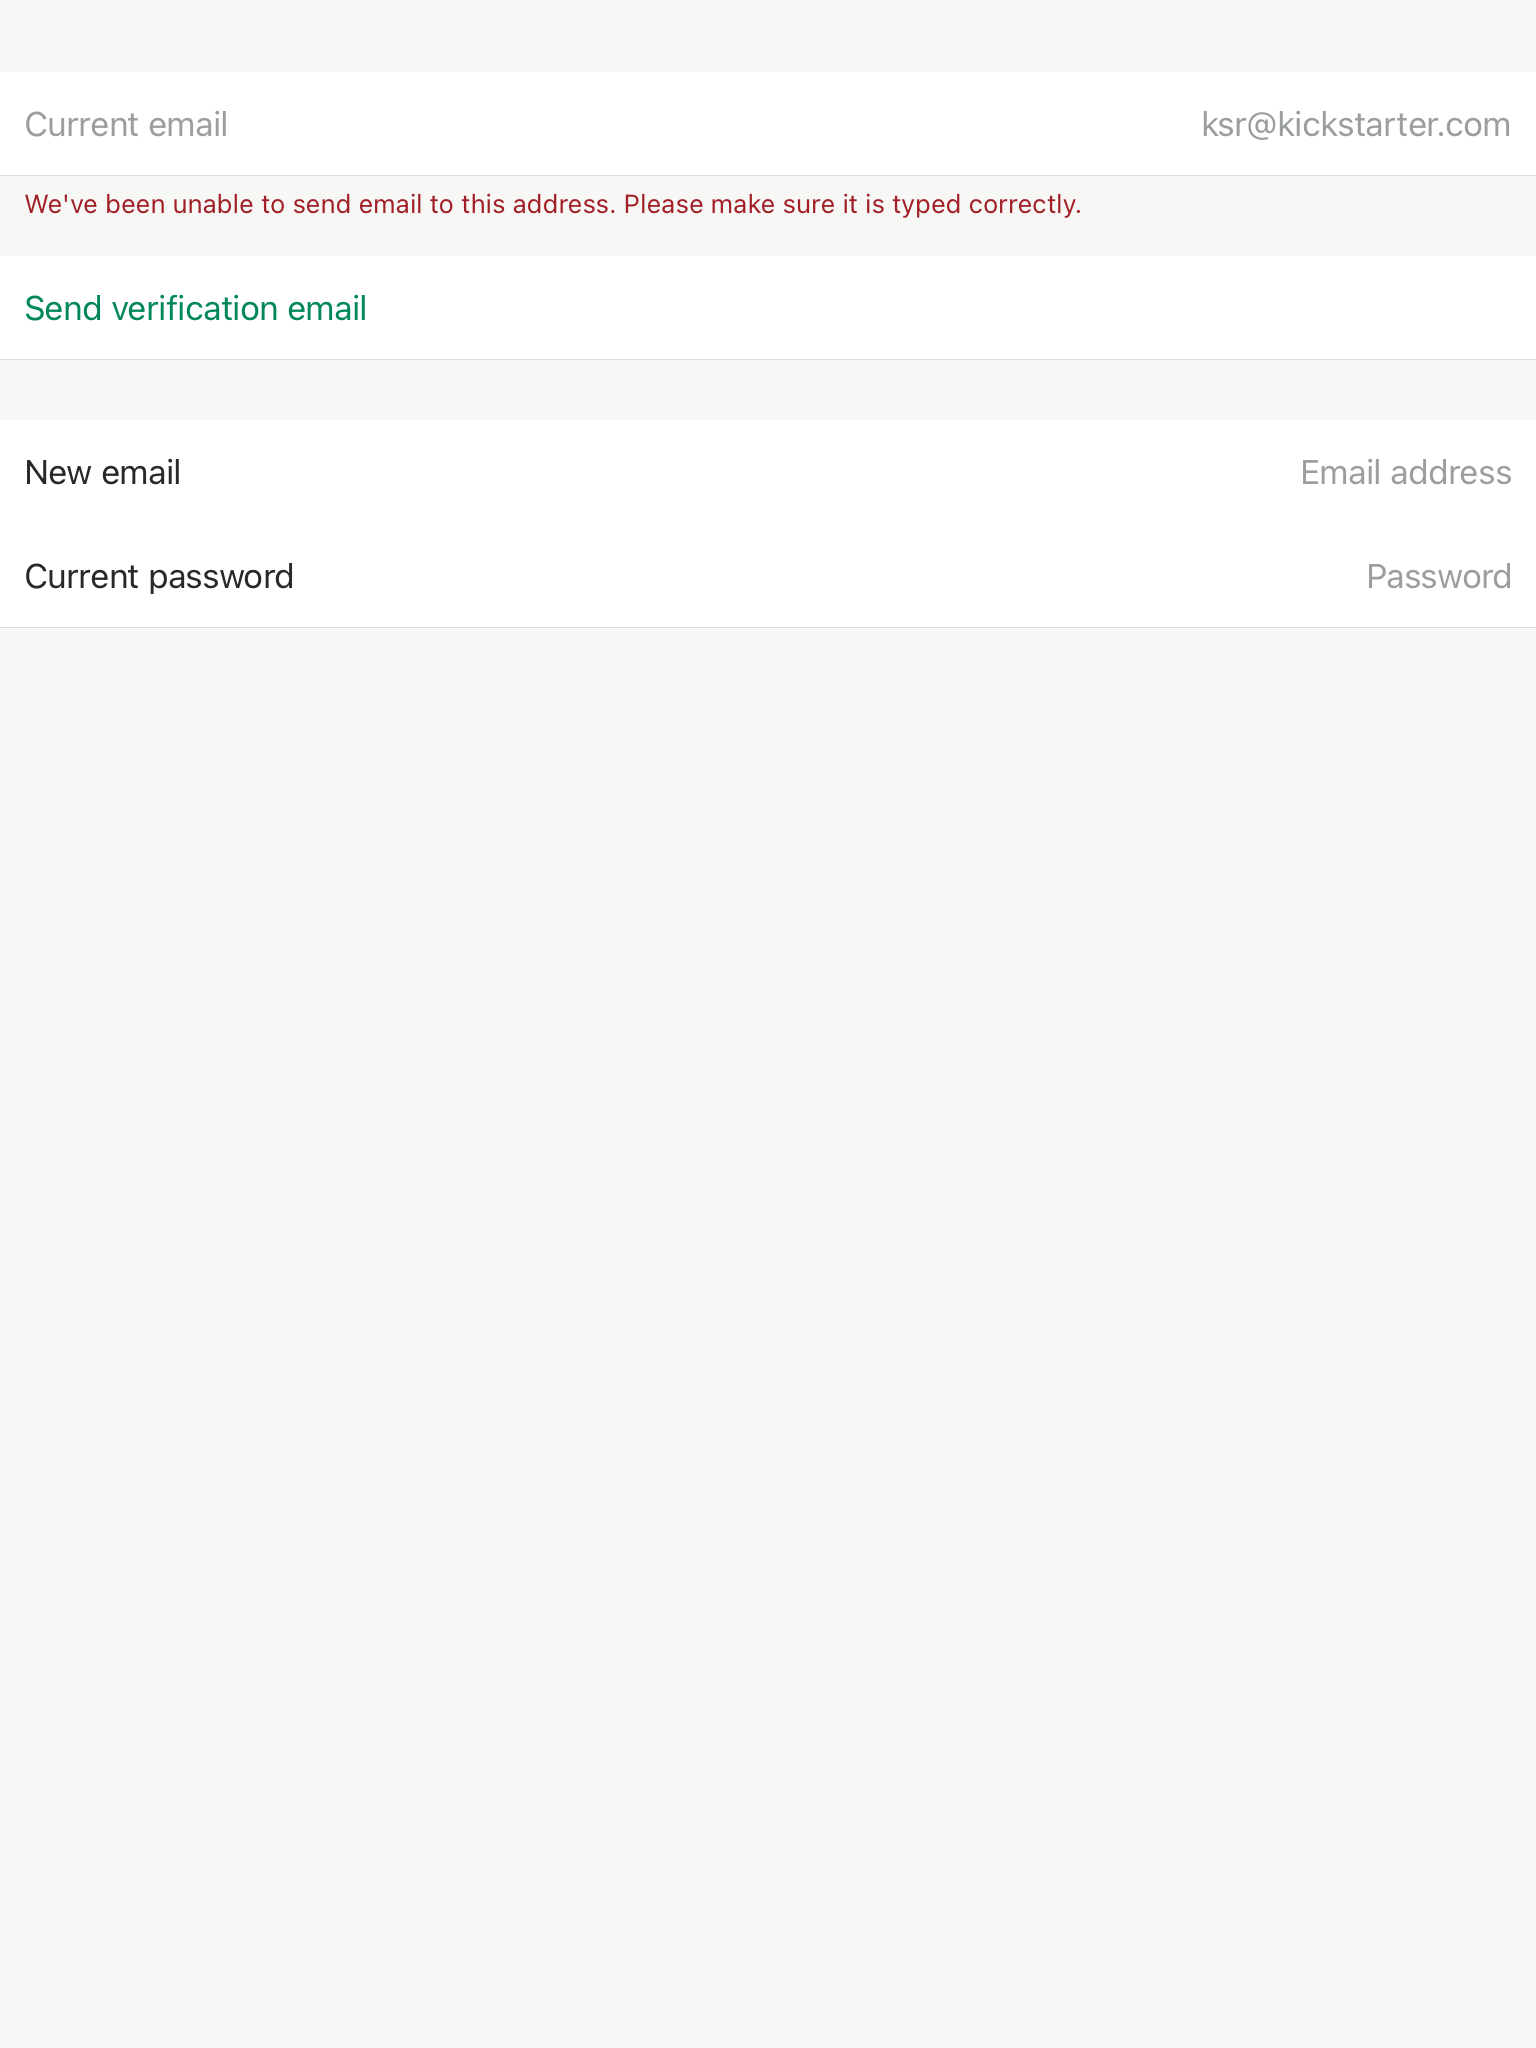 Current email ksr@kickstarter.com
We've been unable to send email to this address. Please make sure it is typed correctly.
Send verification email
New email Email address
Current password Password